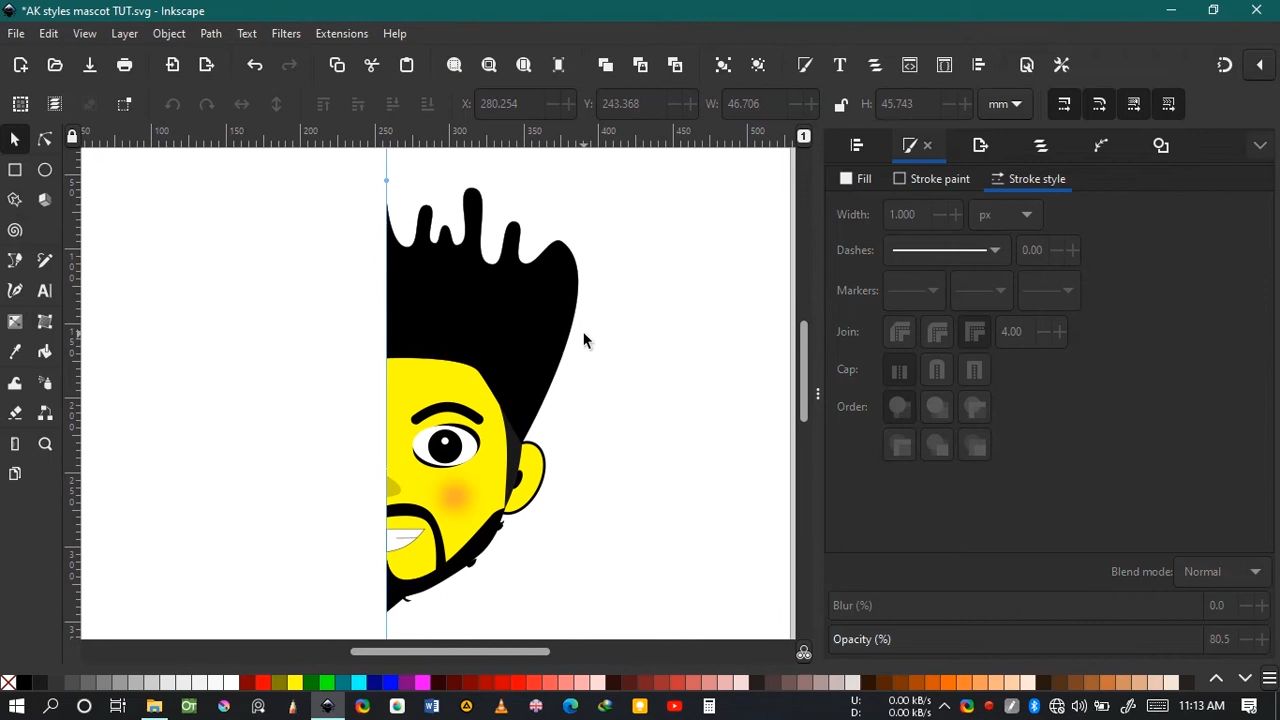 *AK styles mascot TUT.svg - Inkscape
File Edit View Layer Object Path Text Filters Extensions Help
X: 280.254 Y: 243.368 W: 46.706 H: 45.743 mm
50 100 150 200 250 300 350 400 450 500
1
Fill Stroke paint Stroke style
Width: 1.000 px
Dashes: 0.00
Markers:
Join: 4.00
Cap:
Order:
Blend mode: Normal
Blur (%) 0.0
Opacity (%) 80.5
U: 0.00 kB/s
D: 0.00 kB/s
11:13 AM